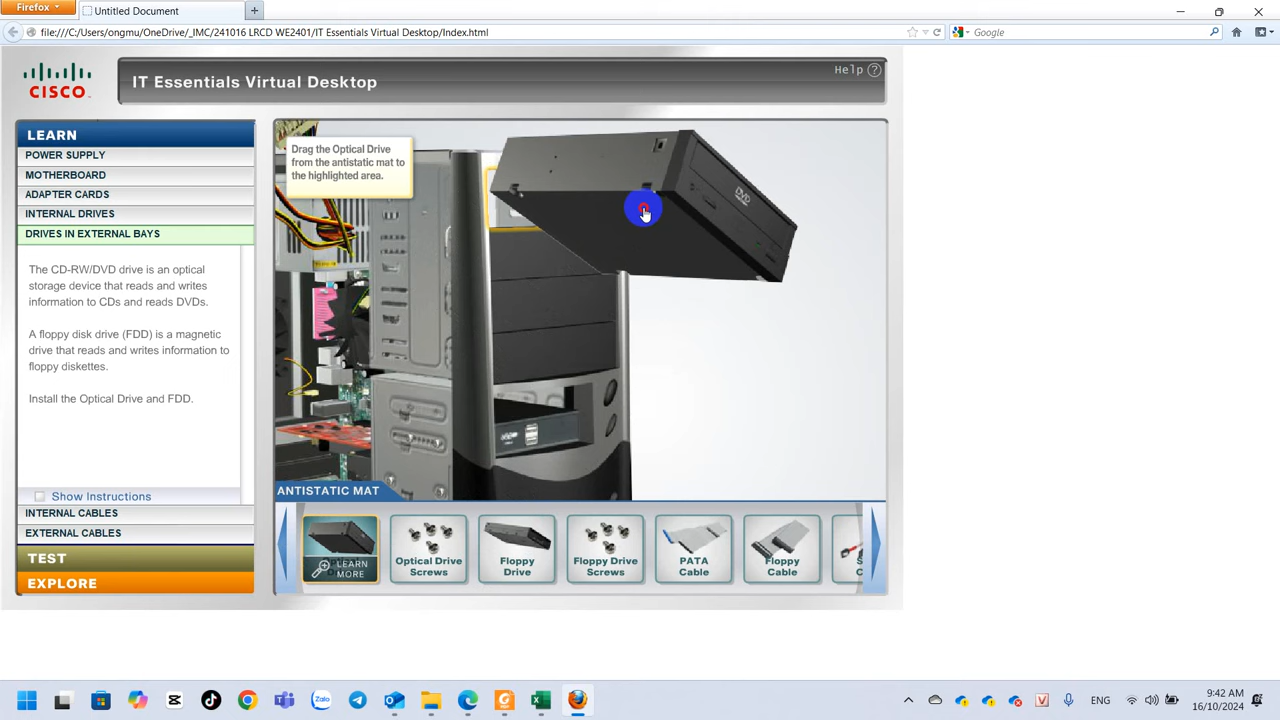 Firefox
Untitled Document
+
file:///C:/Users/ongmu/OneDrive/_IMC/241016 LRCD WE2401/IT Essentials Virtual Desktop/Index.html
Google
CISCO
IT Essentials Virtual Desktop
Help ?
LEARN
POWER SUPPLY
MOTHERBOARD
ADAPTER CARDS
INTERNAL DRIVES
DRIVES IN EXTERNAL BAYS
The CD-RW/DVD drive is an optical
storage device that reads and writes
information to CDs and reads DVDs.
A floppy disk drive (FDD) is a magnetic
drive that reads and writes information to
floppy diskettes.
Install the Optical Drive and FDD.
Show Instructions
INTERNAL CABLES
EXTERNAL CABLES
TEST
EXPLORE
Drag the Optical Drive
from the antistatic mat to
the highlighted area.
DVD
ANTISTATIC MAT
LEARN
MORE
Optical Drive
Screws
Floppy
Drive
Floppy Drive
Screws
PATA
Cable
Floppy
Cable
ENG
9:42 AM
16/10/2024
Zalo